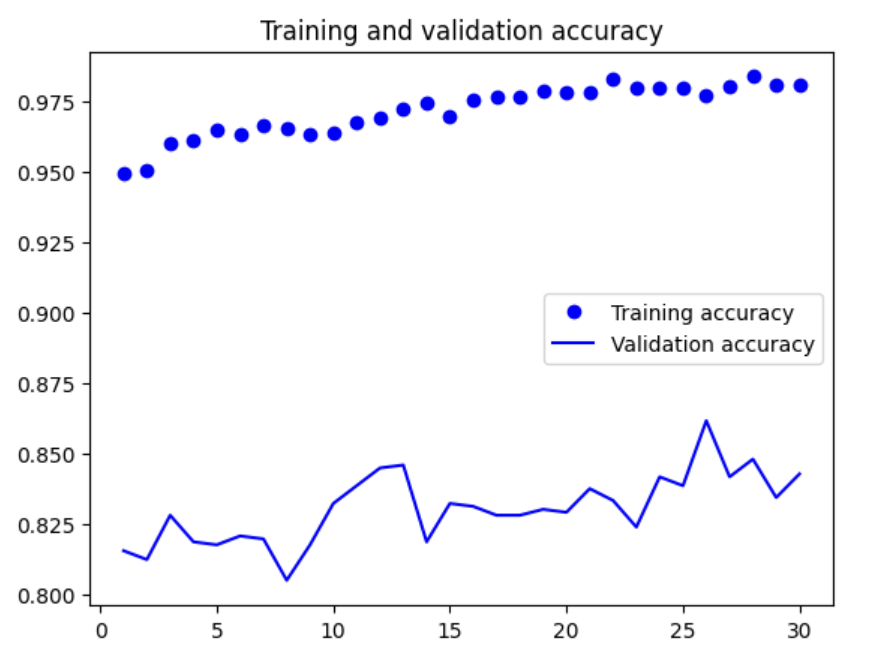 Training and validation accuracy
0.975
0.950
0.925
0.900
0.875
0.850
0.825
0.800
Training accuracy
Validation accuracy
0 5 10 15 20 25 30